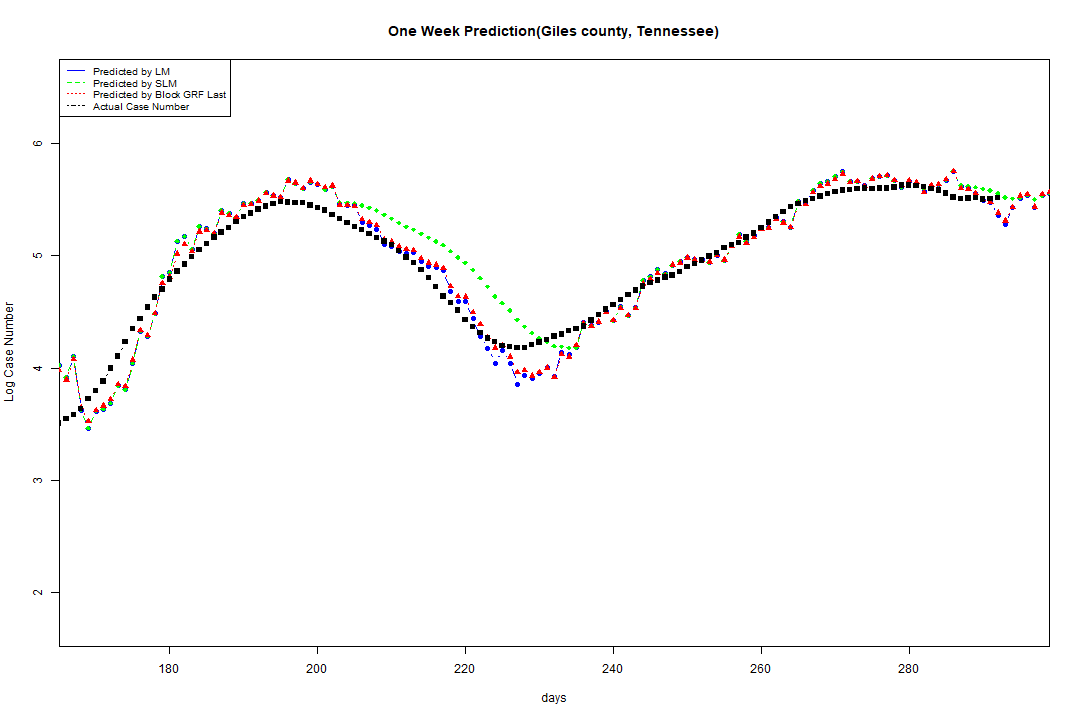 One Week Prediction(Giles county, Tennessee)
Predicted by LM
Predicted by SLM
Predicted by Block GRF Last
Actual Case Number
6
5
4
3
2
Log Case Number
180 200 220 240 260 280
days